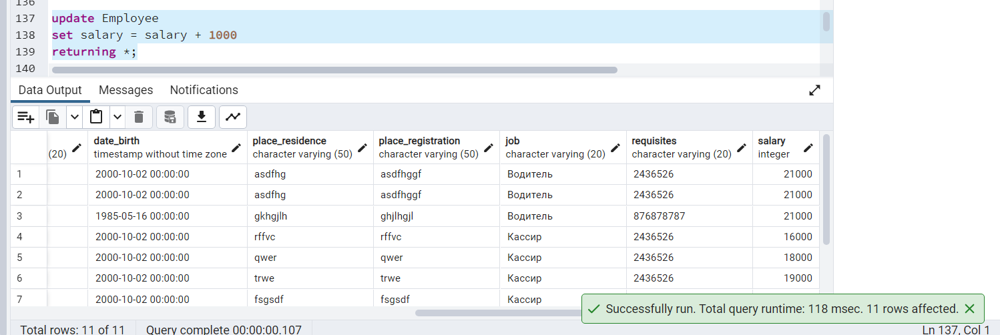 136
137 update Employee
138 set salary = salary + 1000
139 returning *;
140
Data Output Messages Notifications
date_birth place_residence place_registration job requisites salary
(20) timestamp without time zone character varying (50) character varying (50) character varying (20) character varying (20) integer
1 2000-10-02 00:00:00 asdfhg asdfhggf Водитель 2436526 21000
2 2000-10-02 00:00:00 asdfhg asdfhggf Водитель 2436526 21000
3 1985-05-16 00:00:00 gkhgjlh ghjlhgjl Водитель 876878787 21000
4 2000-10-02 00:00:00 rffvc rffvc Кассир 2436526 16000
5 2000-10-02 00:00:00 qwer qwer Кассир 2436526 18000
6 2000-10-02 00:00:00 trwe trwe Кассир 2436526 19000
7 2000-10-02 00:00:00 fsgsdf fsgsdf Кассир
Successfully run. Total query runtime: 118 msec. 11 rows affected.
Total rows: 11 of 11 Query complete 00:00:00.107 Ln 137, Col 1